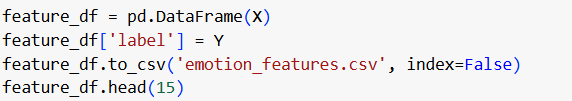 feature_df = pd.DataFrame(X)
feature_df['label'] = Y
feature_df.to_csv('emotion_features.csv', index=False)
feature_df.head(15)